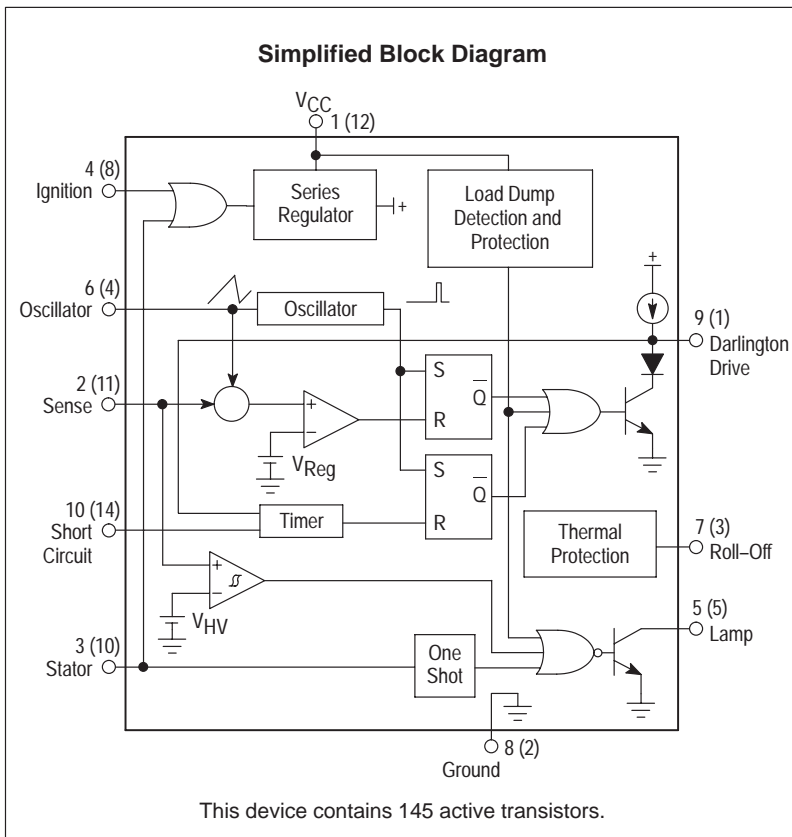 Simplified Block Diagram
VCC
1 (12)
4 (8)
Ignition
Series
Regulator
+
Load Dump
Detection and
Protection
+
6 (4)
Oscillator
Oscillator
9 (1)
Darlington
Drive
2 (11)
Sense
+
−
VReg
S
R
Q
S
R
Q
10 (14)
Short
Circuit
Timer
Thermal
Protection
7 (3)
Roll–Off
+
−
VHV
5 (5)
Lamp
3 (10)
Stator
One
Shot
8 (2)
Ground
This device contains 145 active transistors.